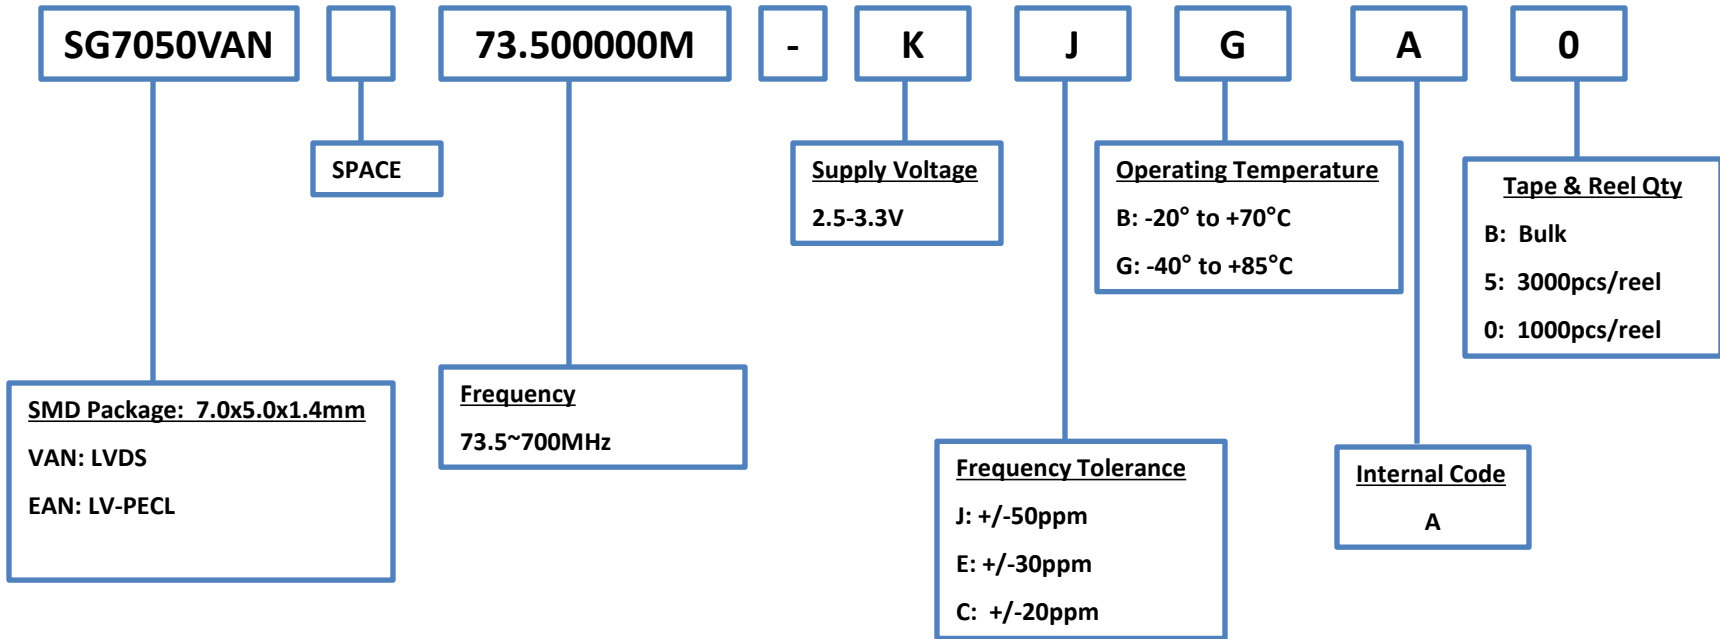 SG7050VAN 73.500000M - K J G A 0
SPACE
Supply Voltage
2.5-3.3V
Operating Temperature
B: -20° to +70°C
G: -40° to +85°C
Tape & Reel Qty
B: Bulk
5: 3000pcs/reel
0: 1000pcs/reel
SMD Package: 7.0x5.0x1.4mm
VAN: LVDS
EAN: LV-PECL
Frequency
73.5~700MHz
Frequency Tolerance
J: +/-50ppm
E: +/-30ppm
C: +/-20ppm
Internal Code
A